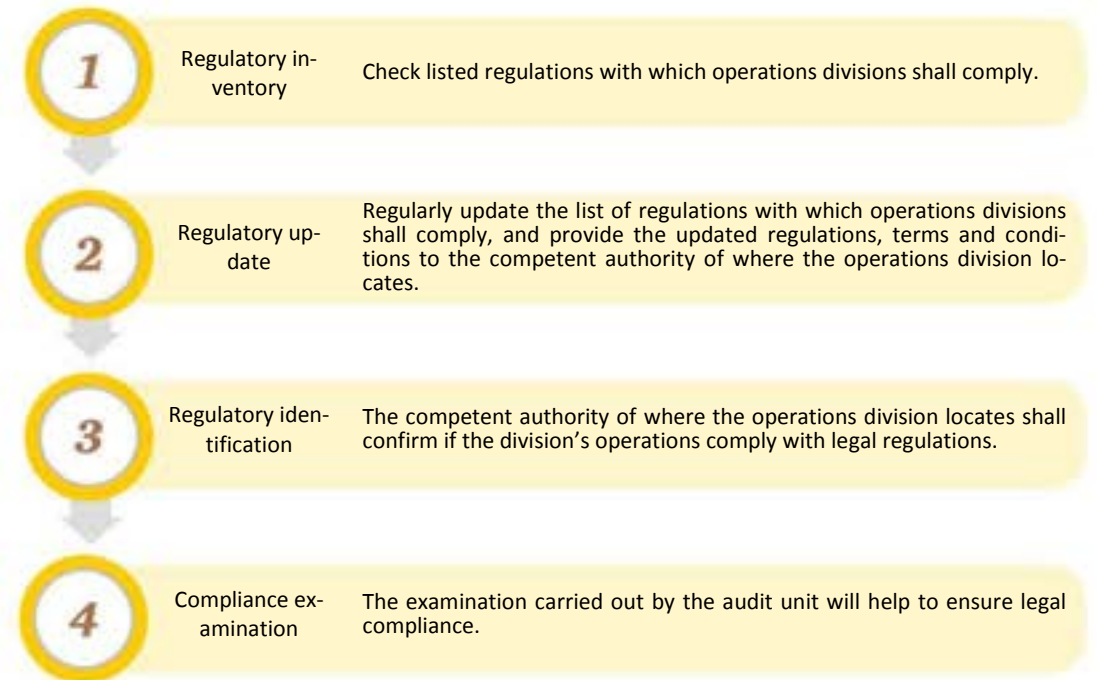 1
Regulatory in-
ventory
Check listed regulations with which operations divisions shall comply.
2
Regulatory up-
date
Regularly update the list of regulations with which operations divisions
shall comply, and provide the updated regulations, terms and condi-
tions to the competent authority of where the operations division lo-
cates.
3
Regulatory iden-
tification
The competent authority of where the operations division locates shall
confirm if the division’s operations comply with legal regulations.
4
Compliance ex-
amination
The examination carried out by the audit unit will help to ensure legal
compliance.